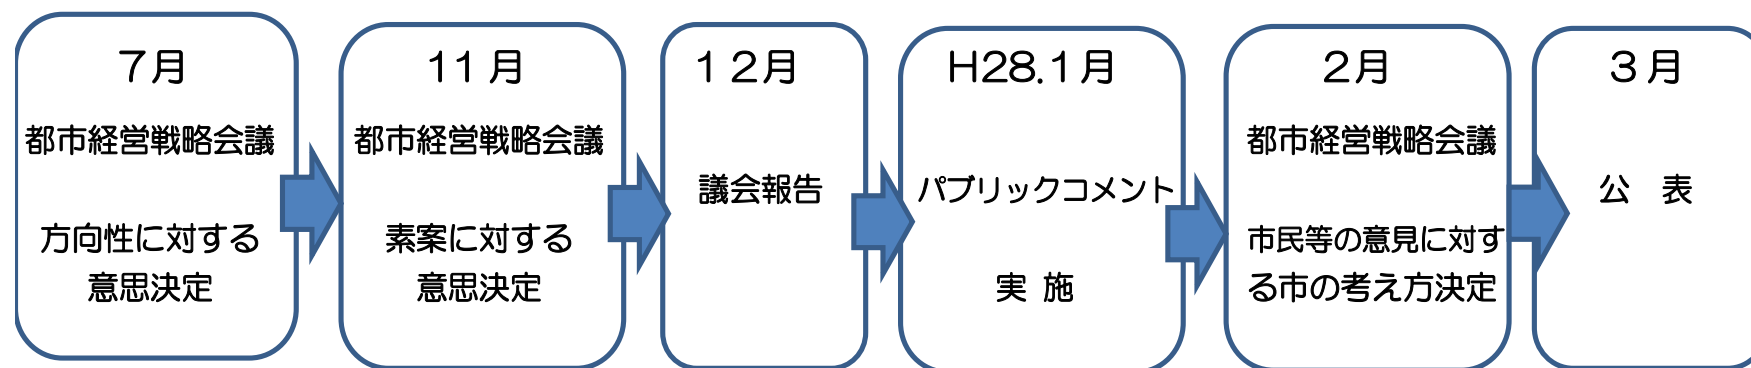 7月
都市経営戦略会議
方向性に対する
意思決定
11月
都市経営戦略会議
素案に対する
意思決定
12月
議会報告
H28.1月
パブリックコメント
実 施
2月
都市経営戦略会議
市民等の意見に対す
る市の考え方決定
3月
公 表